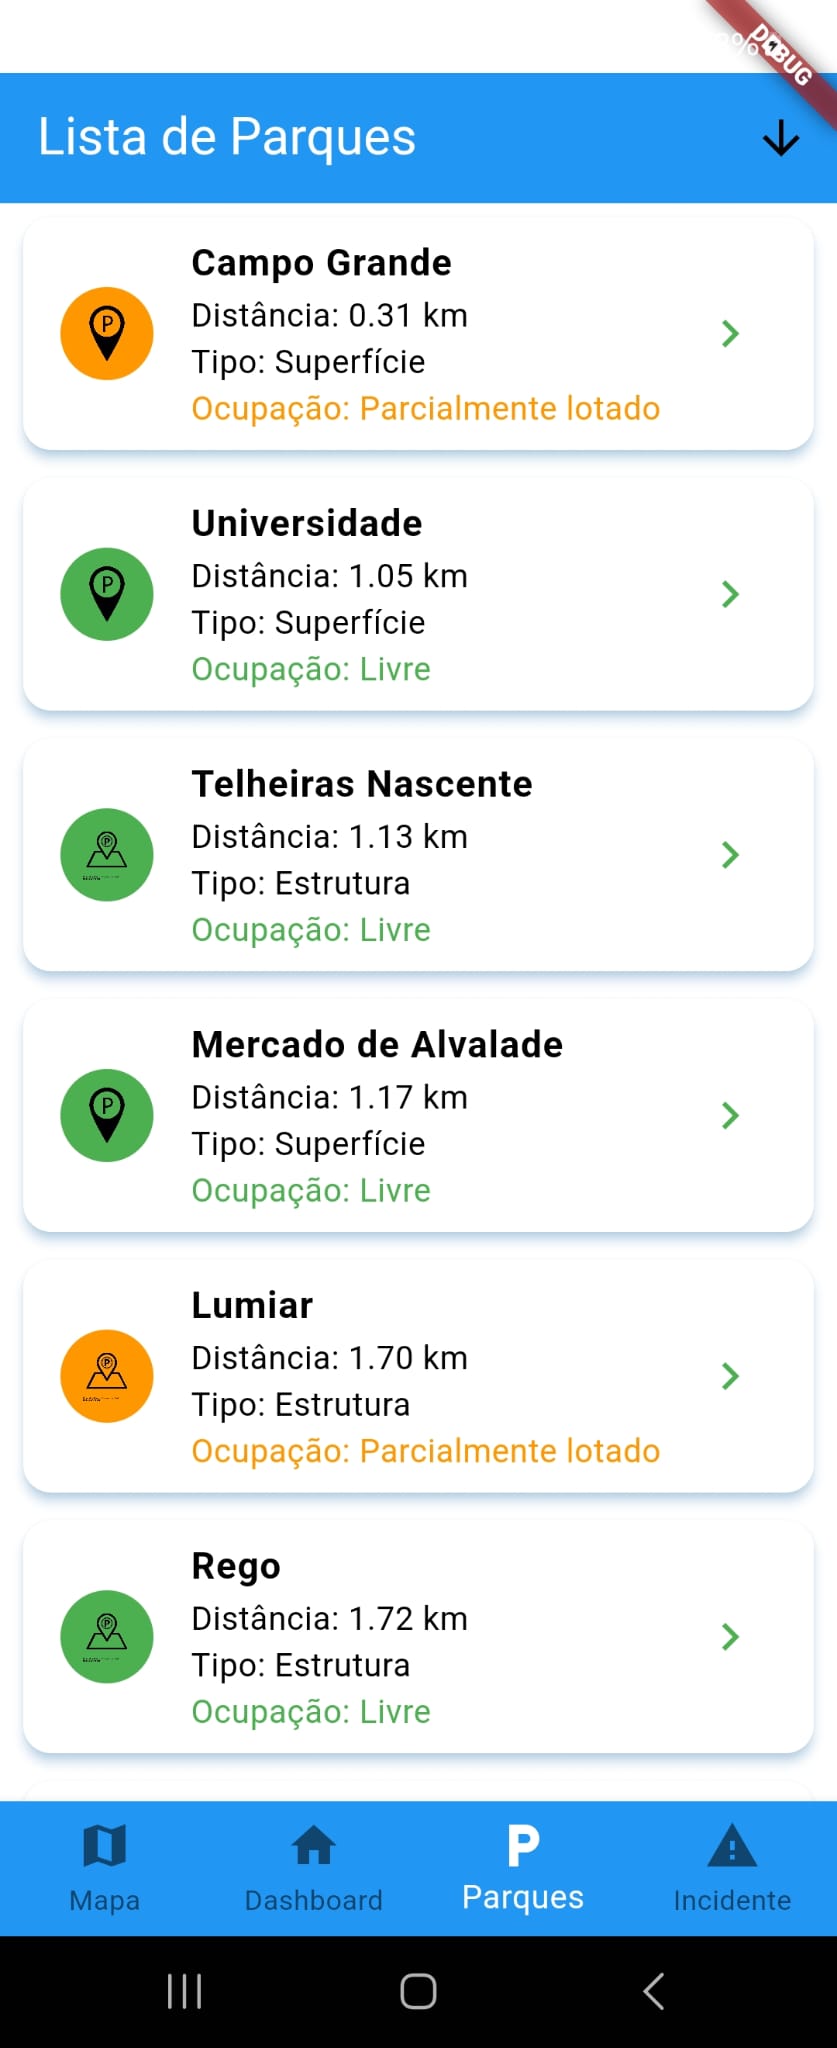 DEBUG
Lista de Parques
Campo Grande
Distância: 0.31 km
Tipo: Superfície
Ocupação: Parcialmente lotado
Universidade
Distância: 1.05 km
Tipo: Superfície
Ocupação: Livre
Telheiras Nascente
Distância: 1.13 km
Tipo: Estrutura
Ocupação: Livre
Mercado de Alvalade
Distância: 1.17 km
Tipo: Superfície
Ocupação: Livre
Lumiar
Distância: 1.70 km
Tipo: Estrutura
Ocupação: Parcialmente lotado
Rego
Distância: 1.72 km
Tipo: Estrutura
Ocupação: Livre
Mapa
Dashboard
Parques
Incidente